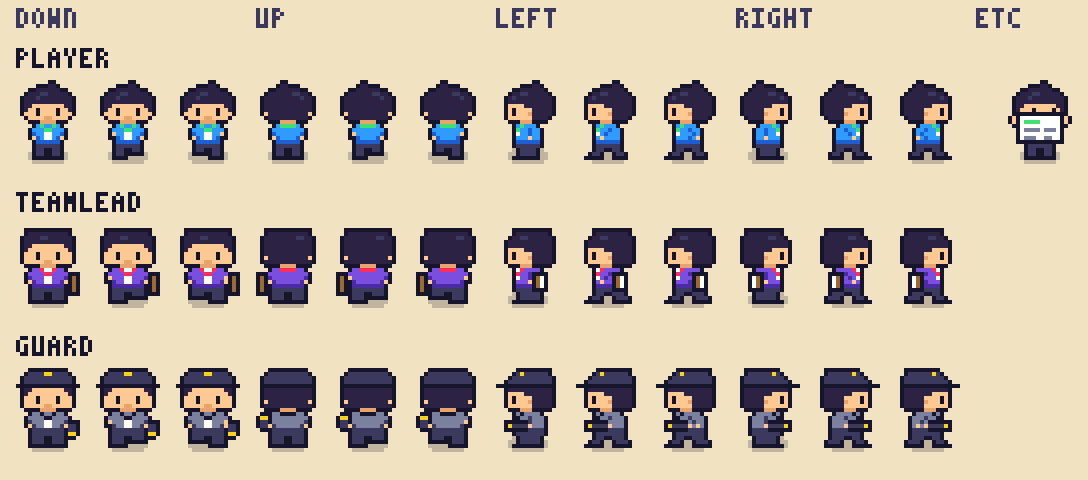 DOWN UP LEFT RIGHT ETC
PLAYER
TEAMLEAD
GUARD